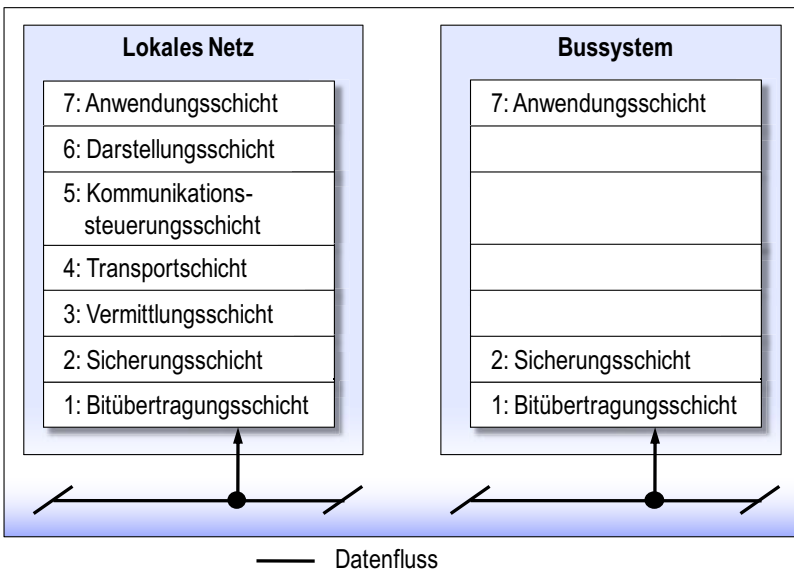 Lokales Netz
7: Anwendungsschicht
6: Darstellungsschicht
5: Kommunikations-
steuerungsschicht
4: Transportschicht
3: Vermittlungsschicht
2: Sicherungsschicht
1: Bitübertragungsschicht
Bussystem
7: Anwendungsschicht
2: Sicherungsschicht
1: Bitübertragungsschicht
Datenfluss